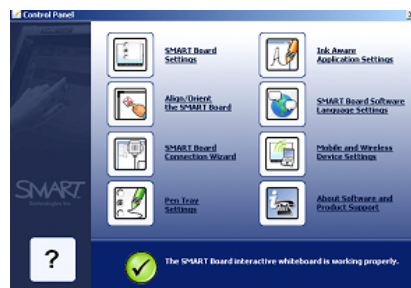 Control Panel
SMART Board
Settings
Ink Aware
Application Settings
Align/Orient
the SMART Board
SMART Board Software
Language Settings
SMART Board
Connection Wizard
Mobile and Wireless
Device Settings
Pen Tray
Settings
About Software and
Product Support
SMART
Technologies Inc.
?
The SMART Board interactive whiteboard is working properly.